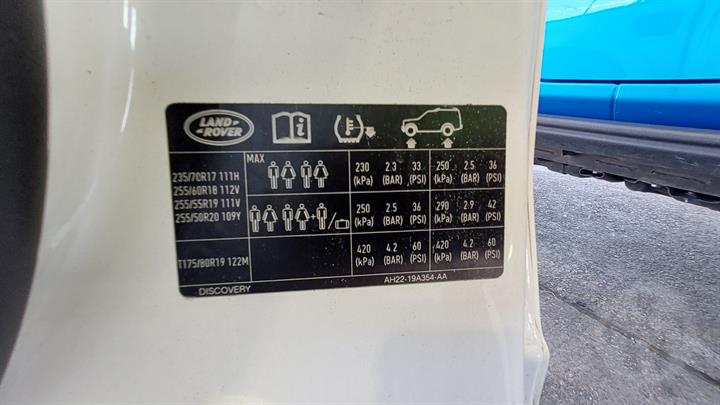 LAND-
-ROVER
MAX
235/70R17 111H
255/60R18 112V
255/55R19 111V
255/50R20 109Y
230 2.3 33 250 2.5 36
(kPa) (BAR) (PSI) (kPa) (BAR) (PSI)
250 2.5 36 290 2.9 42
(kPa) (BAR) (PSI) (kPa) (BAR) (PSI)
T175/80R19 122M
420 4.2 60 420 4.2 60
(kPa) (BAR) (PSI) (kPa) (BAR) (PSI)
DISCOVERY AH22-19A354-AA